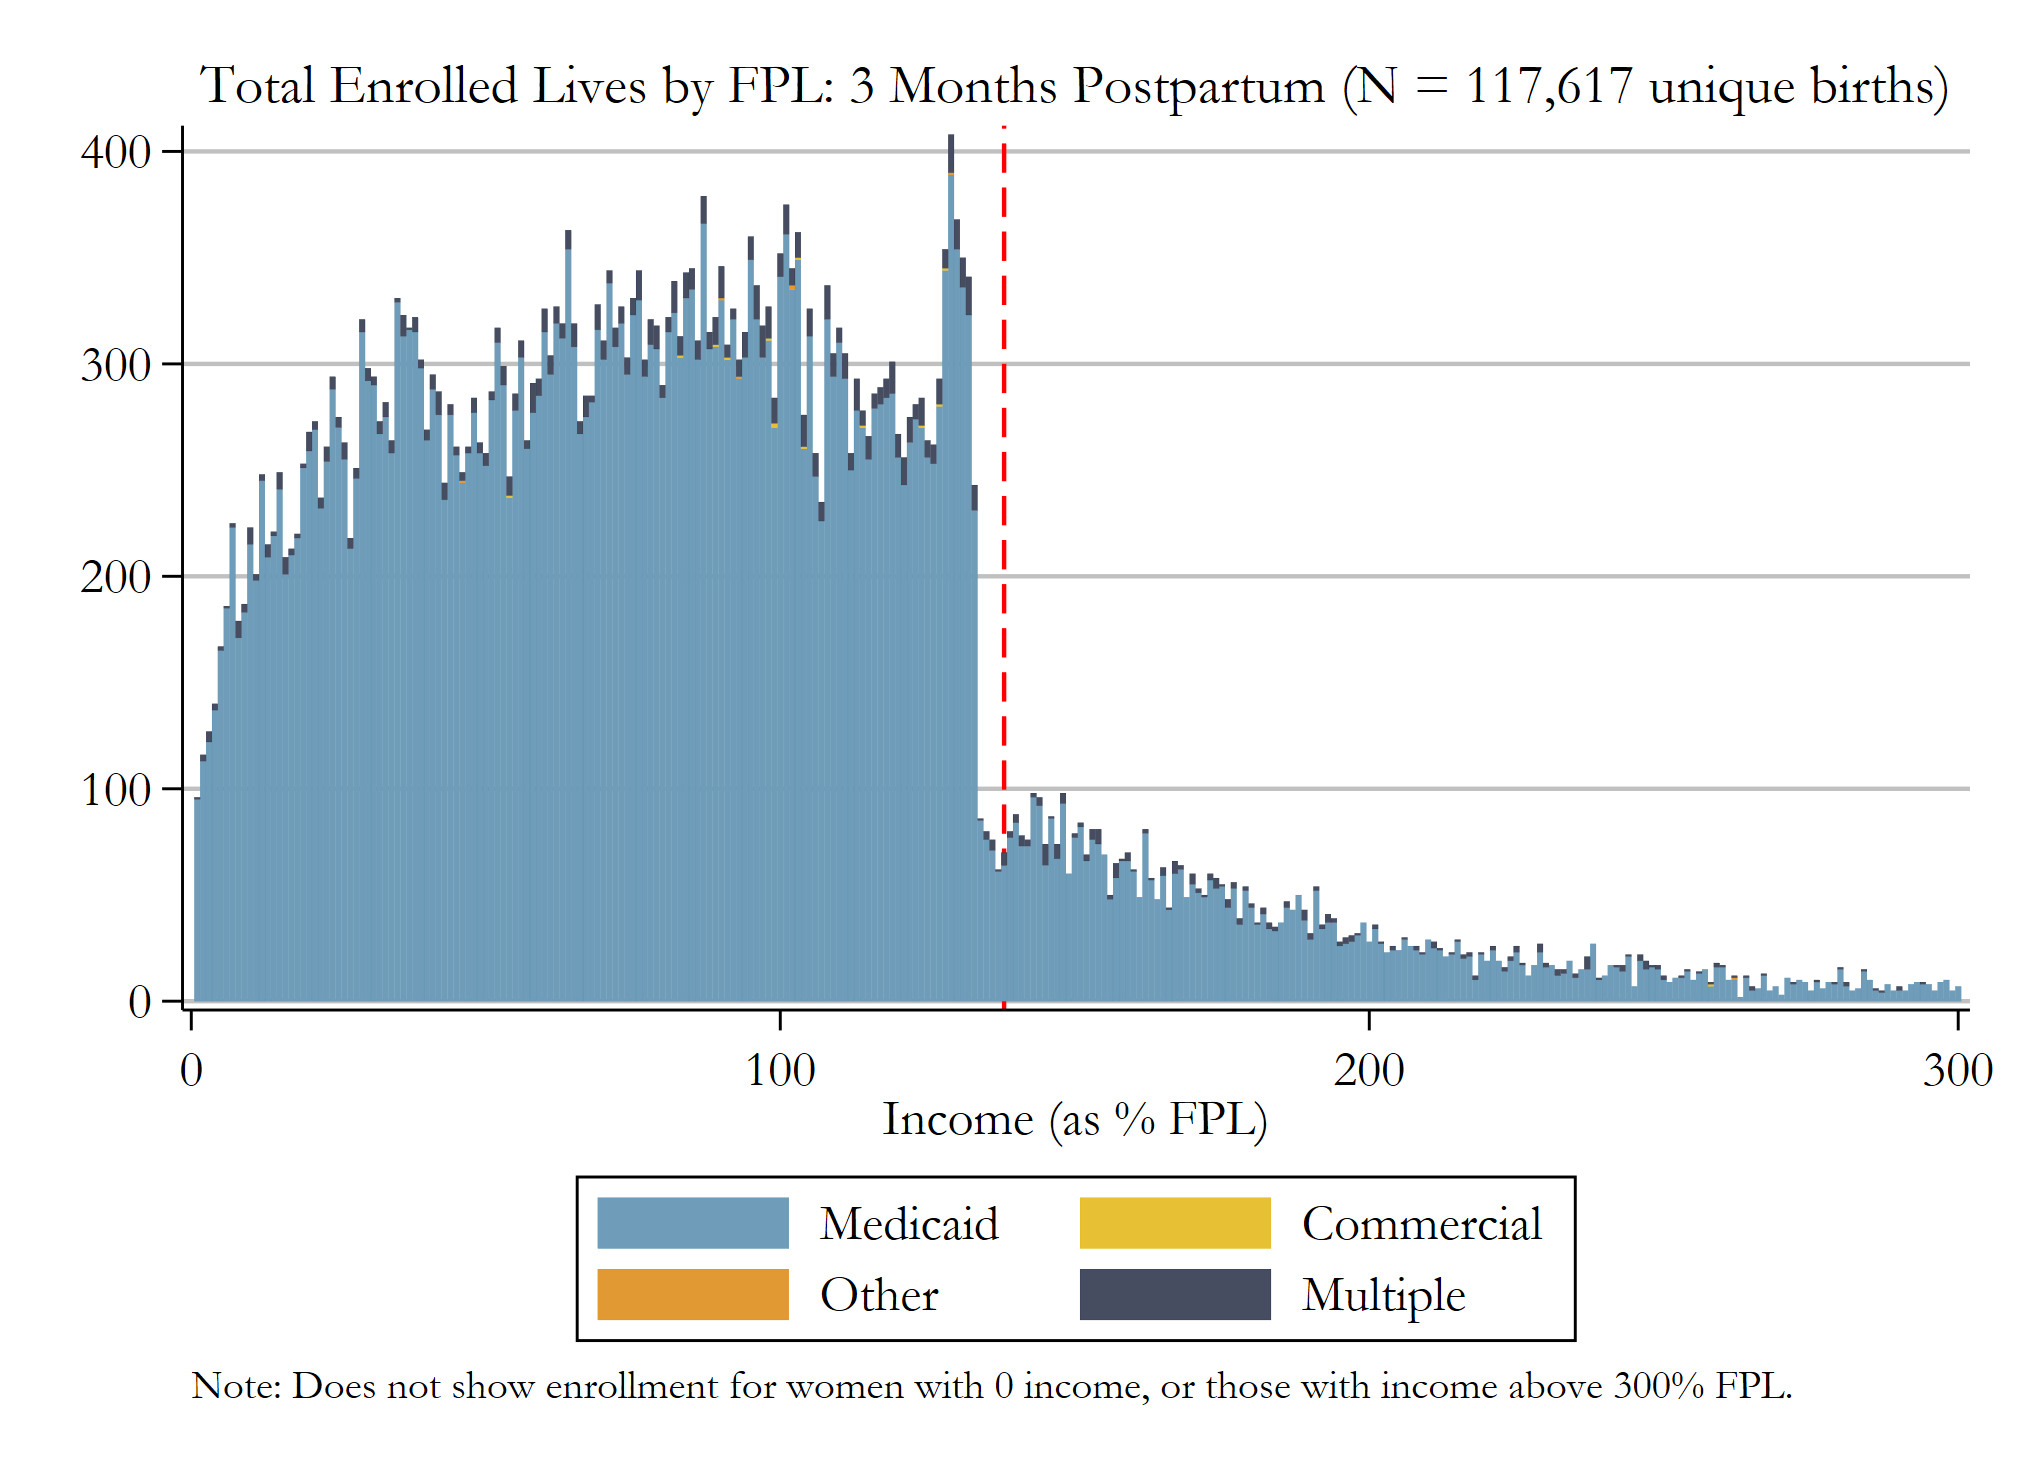 Total Enrolled Lives by FPL: 3 Months Postpartum (N = 117,617 unique births)
400
300
200
100
0
0 100 200 300
Income (as % FPL)
Medicaid Commercial
Other Multiple
Note: Does not show enrollment for women with 0 income, or those with income above 300% FPL.